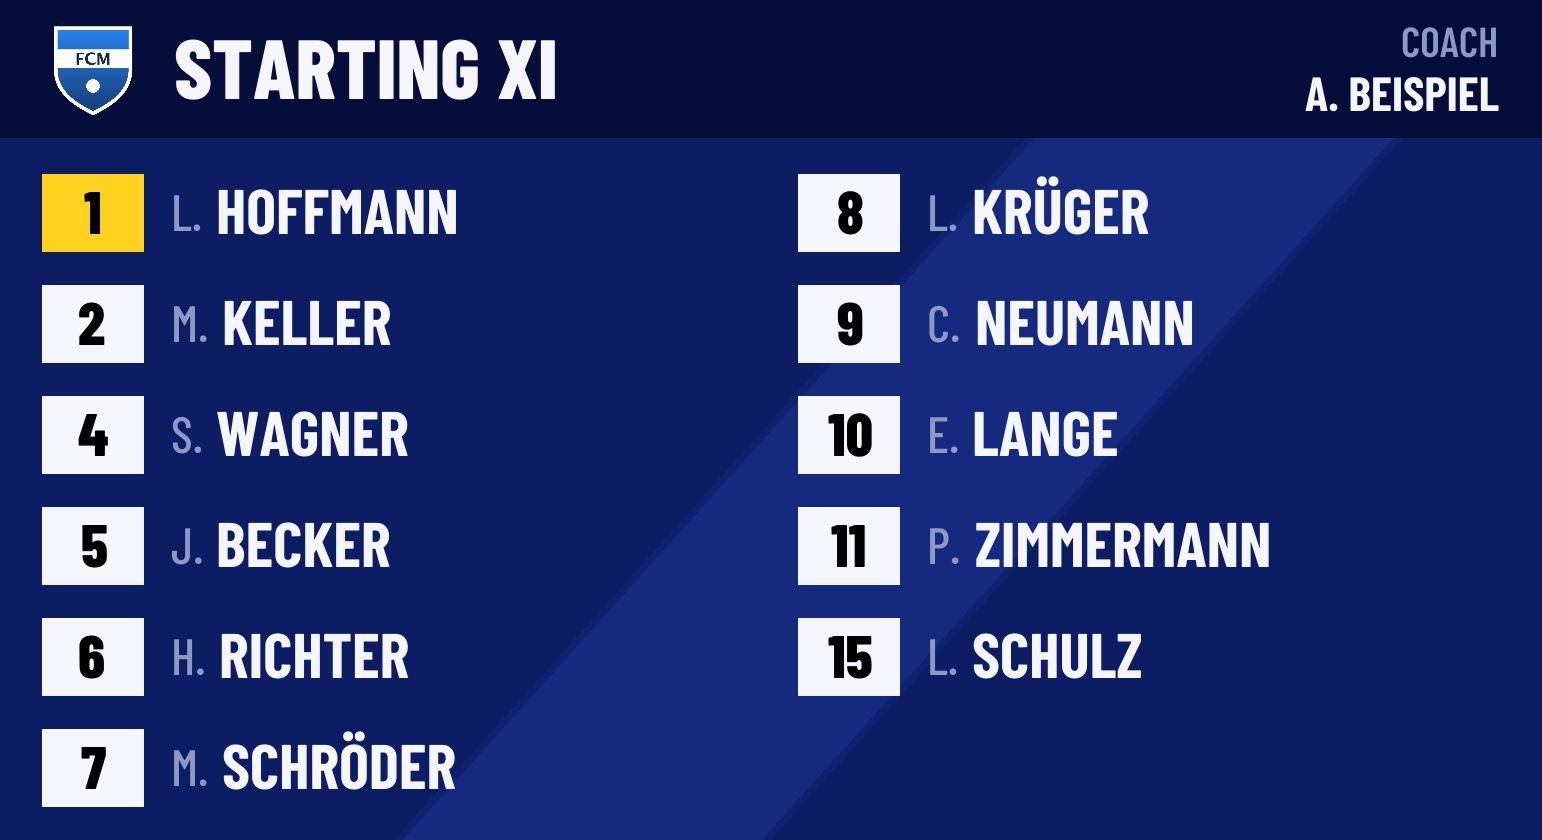 FCM
STARTING XI
COACH
A. BEISPIEL
1 L. HOFFMANN
2 M. KELLER
4 S. WAGNER
5 J. BECKER
6 H. RICHTER
7 M. SCHRÖDER
8 L. KRÜGER
9 C. NEUMANN
10 E. LANGE
11 P. ZIMMERMANN
15 L. SCHULZ